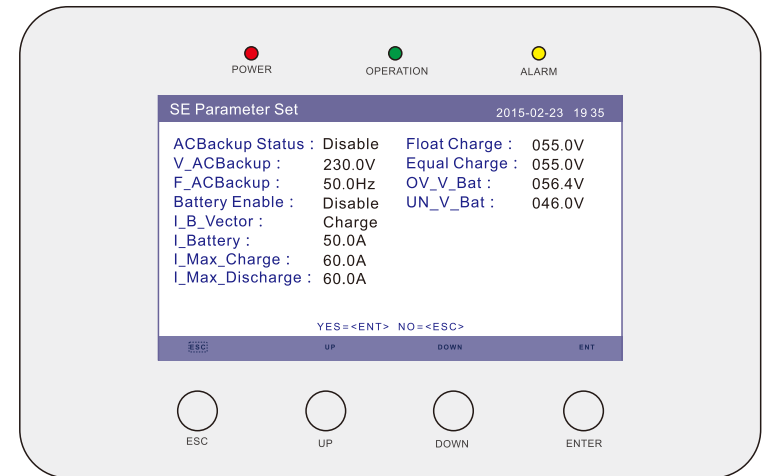 POWER OPERATION ALARM
SE Parameter Set 2015-02-23 19 35
ACBackup Status : Disable Float Charge : 055.0V
V_ACBackup : 230.0V Equal Charge : 055.0V
F_ACBackup : 50.0Hz OV_V_Bat : 056.4V
Battery Enable : Disable UN_V_Bat : 046.0V
I_B_Vector : Charge
I_Battery : 50.0A
I_Max_Charge : 60.0A
I_Max_Discharge : 60.0A
YES=<ENT> NO=<ESC>
ESC UP DOWN ENT
ESC UP DOWN ENTER